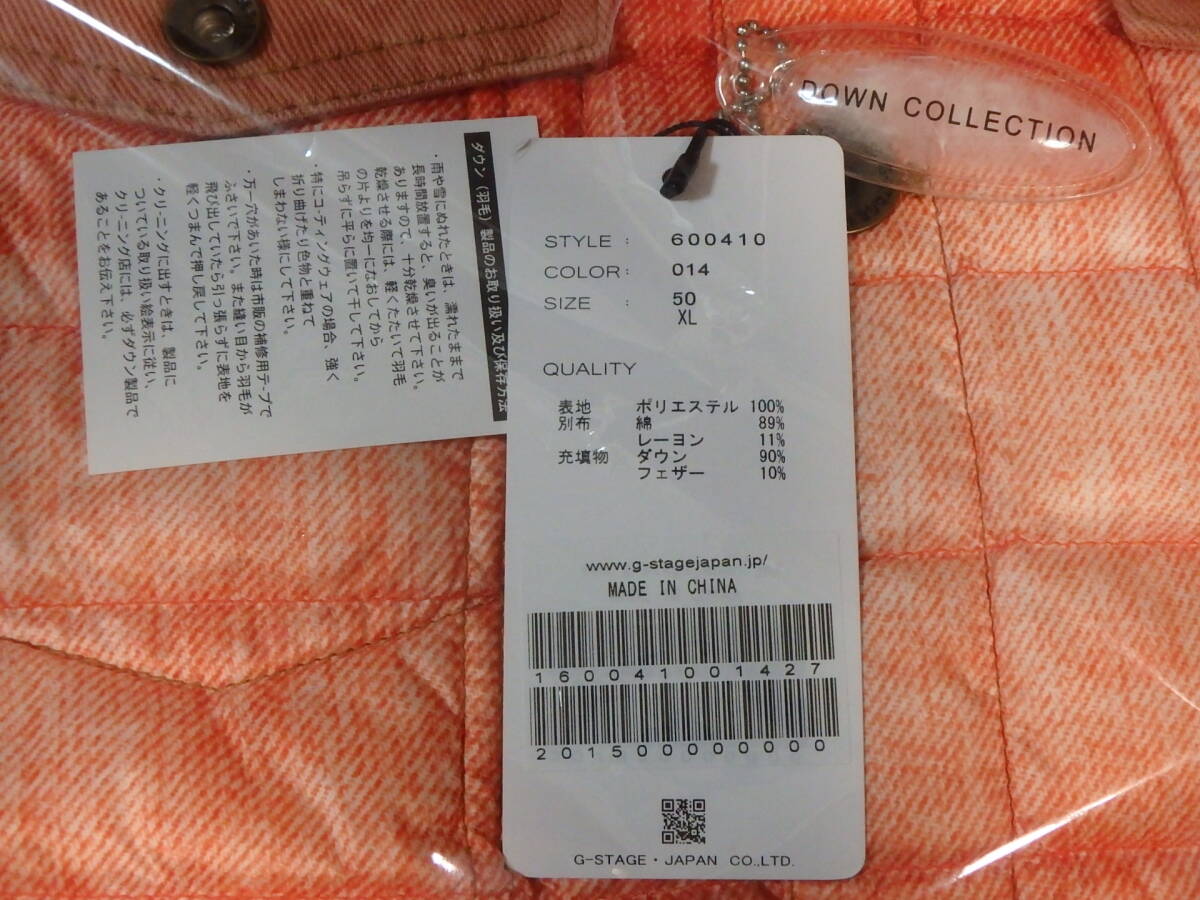 DOWN COLLECTION
ダウン（羽毛）製品のお取り扱い及び保存方法
・雨や雪にぬれたときは、濡れたままで
長時間放置すると、臭いが出ることが
ありますので、十分乾燥させて下さい。
乾燥させる際には、軽くたたいて羽毛
の片よりを均一になおしてから
吊らずに平らに置いて干して下さい。
・特にコ-ティングウェアの場合、強く
折り曲げたり色物と重ねて
しまわない様にして下さい。
・万一穴があいた時は市販の補修用テープで
ふさいで下さい。また縫い目から羽毛が
飛び出していたら引っ張らずに表地を
軽くつまんで押し戻して下さい。
・クリ-ニングに出すときは、製品に
ついている取り扱い絵表示に従い、
クリ-ニング店には、必ずダウン製品で
あることをお伝え下さい。
STYLE : 600410
COLOR: 014
SIZE : 50
XL
QUALITY
表地 ポリエステル 100%
別布 綿 89%
レーヨン 11%
充填物 ダウン 90%
フェザー 10%
www.g-stagejapan.jp/
MADE IN CHINA
160041001427
2015000000000
G-STAGE・JAPAN CO.,LTD.